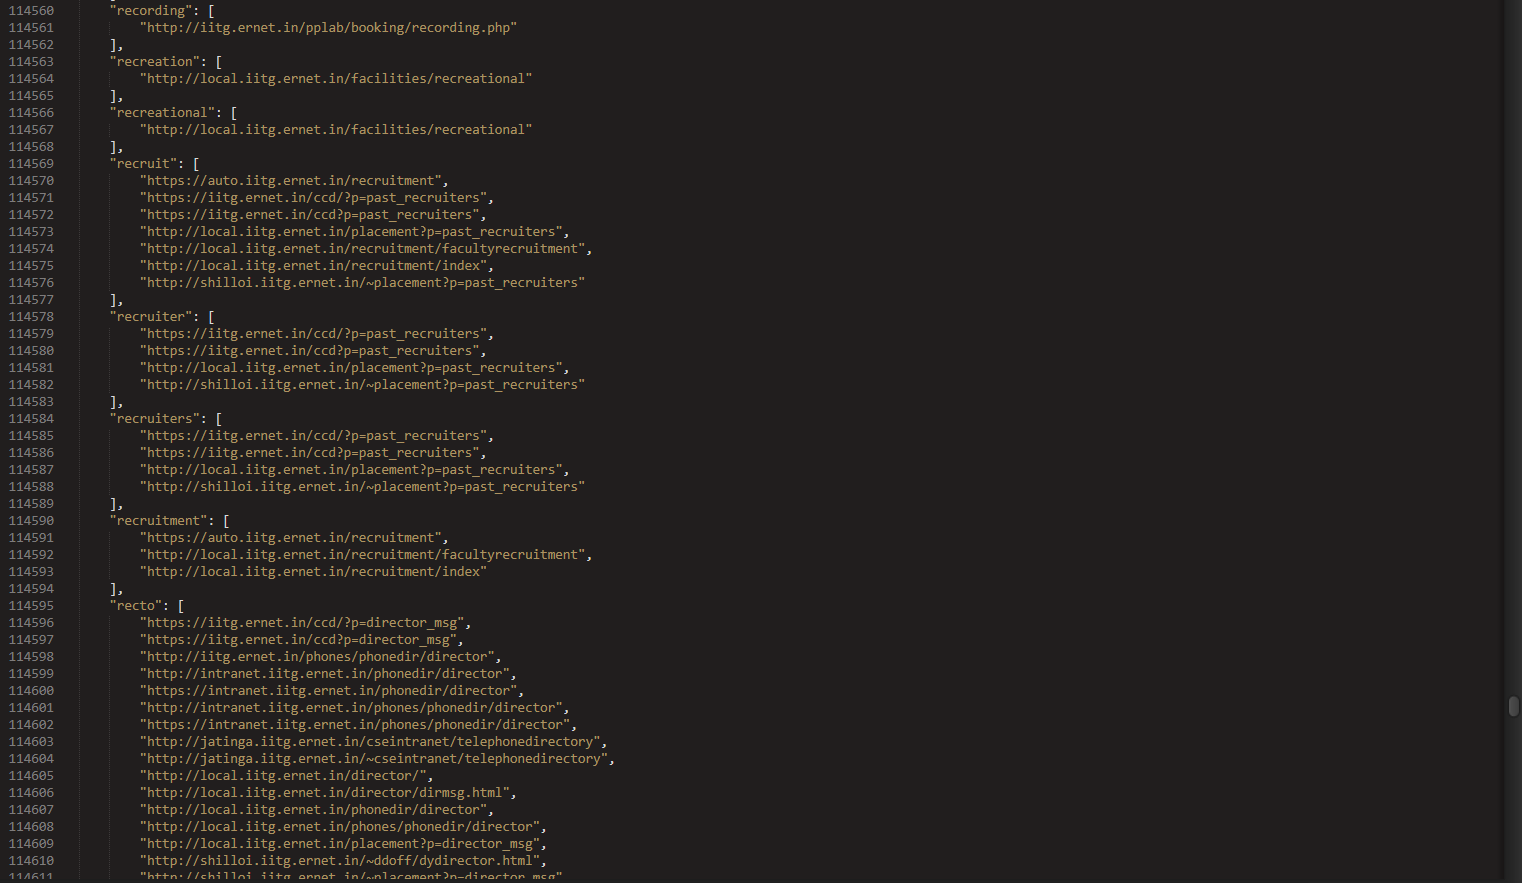 114560 "recording": [
114561 "http://iitg.ernet.in/pplab/booking/recording.php"
114562 ],
114563 "recreation": [
114564 "http://local.iitg.ernet.in/facilities/recreational"
114565 ],
114566 "recreational": [
114567 "http://local.iitg.ernet.in/facilities/recreational"
114568 ],
114569 "recruit": [
114570 "https://auto.iitg.ernet.in/recruitment",
114571 "https://iitg.ernet.in/ccd/?p=past_recruiters",
114572 "https://iitg.ernet.in/ccd?p=past_recruiters",
114573 "http://local.iitg.ernet.in/placement?p=past_recruiters",
114574 "http://local.iitg.ernet.in/recruitment/facultyrecruitment",
114575 "http://local.iitg.ernet.in/recruitment/index",
114576 "http://shilloi.iitg.ernet.in/~placement?p=past_recruiters"
114577 ],
114578 "recruiter": [
114579 "https://iitg.ernet.in/ccd/?p=past_recruiters",
114580 "https://iitg.ernet.in/ccd?p=past_recruiters",
114581 "http://local.iitg.ernet.in/placement?p=past_recruiters",
114582 "http://shilloi.iitg.ernet.in/~placement?p=past_recruiters"
114583 ],
114584 "recruiters": [
114585 "https://iitg.ernet.in/ccd/?p=past_recruiters",
114586 "https://iitg.ernet.in/ccd?p=past_recruiters",
114587 "http://local.iitg.ernet.in/placement?p=past_recruiters",
114588 "http://shilloi.iitg.ernet.in/~placement?p=past_recruiters"
114589 ],
114590 "recruitment": [
114591 "https://auto.iitg.ernet.in/recruitment",
114592 "http://local.iitg.ernet.in/recruitment/facultyrecruitment",
114593 "http://local.iitg.ernet.in/recruitment/index"
114594 ],
114595 "recto": [
114596 "https://iitg.ernet.in/ccd/?p=director_msg",
114597 "https://iitg.ernet.in/ccd?p=director_msg",
114598 "http://iitg.ernet.in/phones/phonedir/director",
114599 "http://intranet.iitg.ernet.in/phonedir/director",
114600 "https://intranet.iitg.ernet.in/phonedir/director",
114601 "http://intranet.iitg.ernet.in/phones/phonedir/director",
114602 "https://intranet.iitg.ernet.in/phones/phonedir/director",
114603 "http://jatinga.iitg.ernet.in/cseintranet/telephonedirectory",
114604 "http://jatinga.iitg.ernet.in/~cseintranet/telephonedirectory",
114605 "http://local.iitg.ernet.in/director/",
114606 "http://local.iitg.ernet.in/director/dirmsg.html",
114607 "http://local.iitg.ernet.in/phonedir/director",
114608 "http://local.iitg.ernet.in/phones/phonedir/director",
114609 "http://local.iitg.ernet.in/placement?p=director_msg",
114610 "http://shilloi.iitg.ernet.in/~ddoff/dydirector.html",
114611 "http://shilloi.iitg.ernet.in/~placement?p=director_msg"